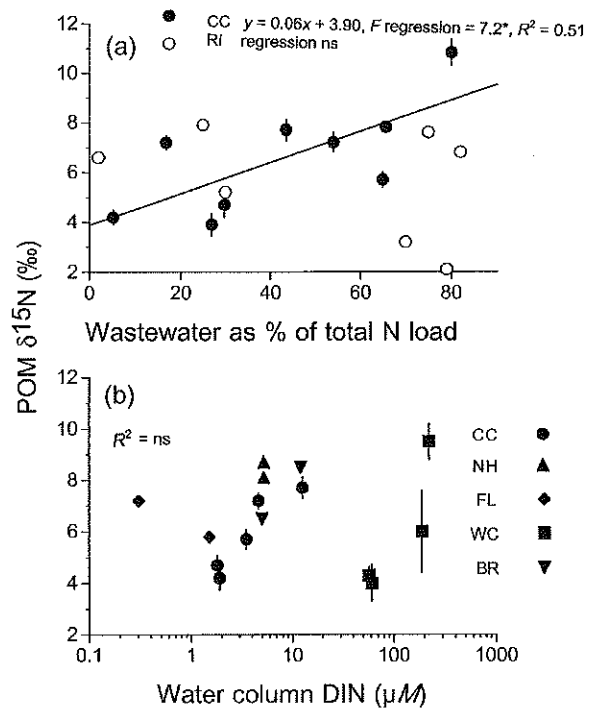 CC y = 0.06x + 3.90, F regression = 7.2*, R² = 0.51
RI regression ns
(a)
12
10
8
6
4
2
0 20 40 60 80
Wastewater as % of total N load
POM δ¹⁵N (‰)
(b)
R² = ns
12
10
8
6
4
2
CC
NH
FL
WC
BR
0.1 1 10 100 1000
Water column DIN (µM)